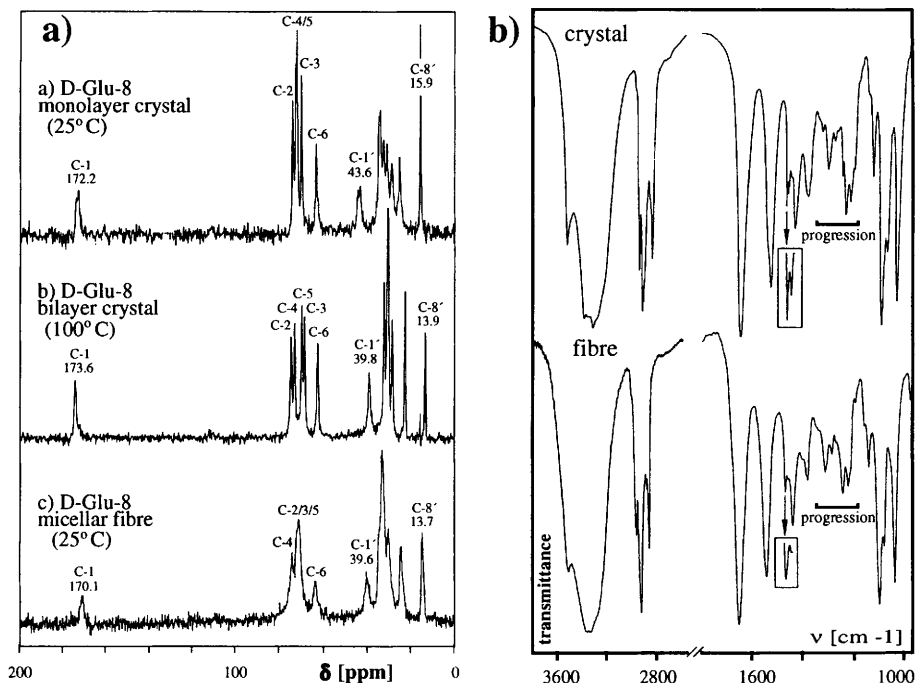 a)
C-4/5
C-3
C-2
C-6
C-8´
15.9
a) D-Glu-8
monolayer crystal
(25° C)
C-1
172.2
C-1´
43.6
b) D-Glu-8
bilayer crystal
(100° C)
C-5
C-4
C-3
C-2
C-6
C-8´
13.9
C-1
173.6
C-1´
39.8
c) D-Glu-8
micellar fibre
(25° C)
C-2/3/5
C-4
C-6
C-8´
13.7
C-1
170.1
C-1´
39.6
200
100
0
δ [ppm]
b)
crystal
progression
fibre
progression
transmittance
ν [cm -1]
3600
2800
1600
1000